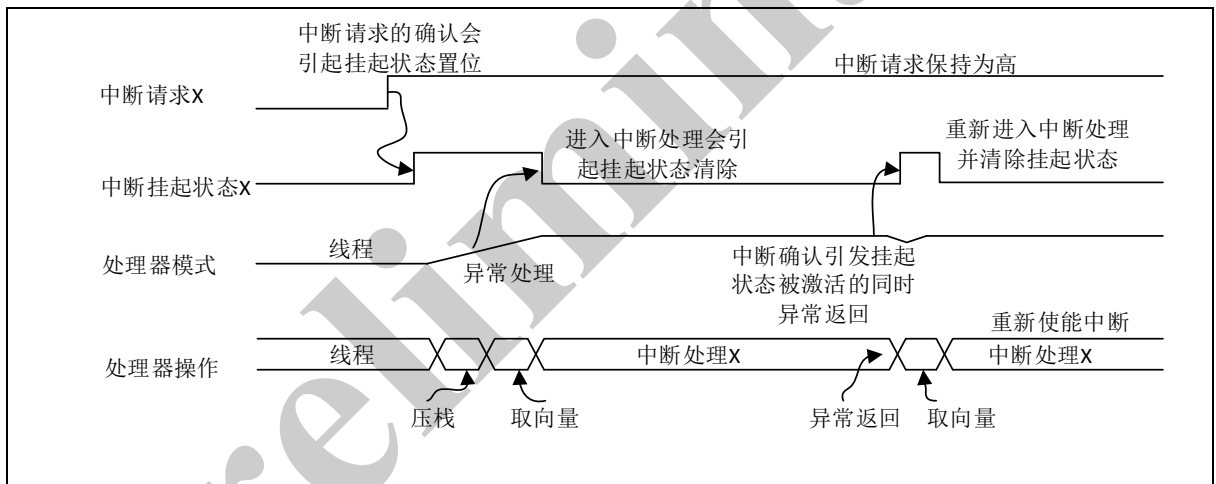 中断请求的确认会
引起挂起状态置位
中断请求保持为高
中断请求X
进入中断处理会引
起挂起状态清除
重新进入中断处理
并清除挂起状态
中断挂起状态X
线程
处理器模式
异常处理
中断确认引发挂起
状态被激活的同时
异常返回
重新使能中断
处理器操作
线程
中断处理X
中断处理X
压栈
取向量
异常返回
取向量
reliminar